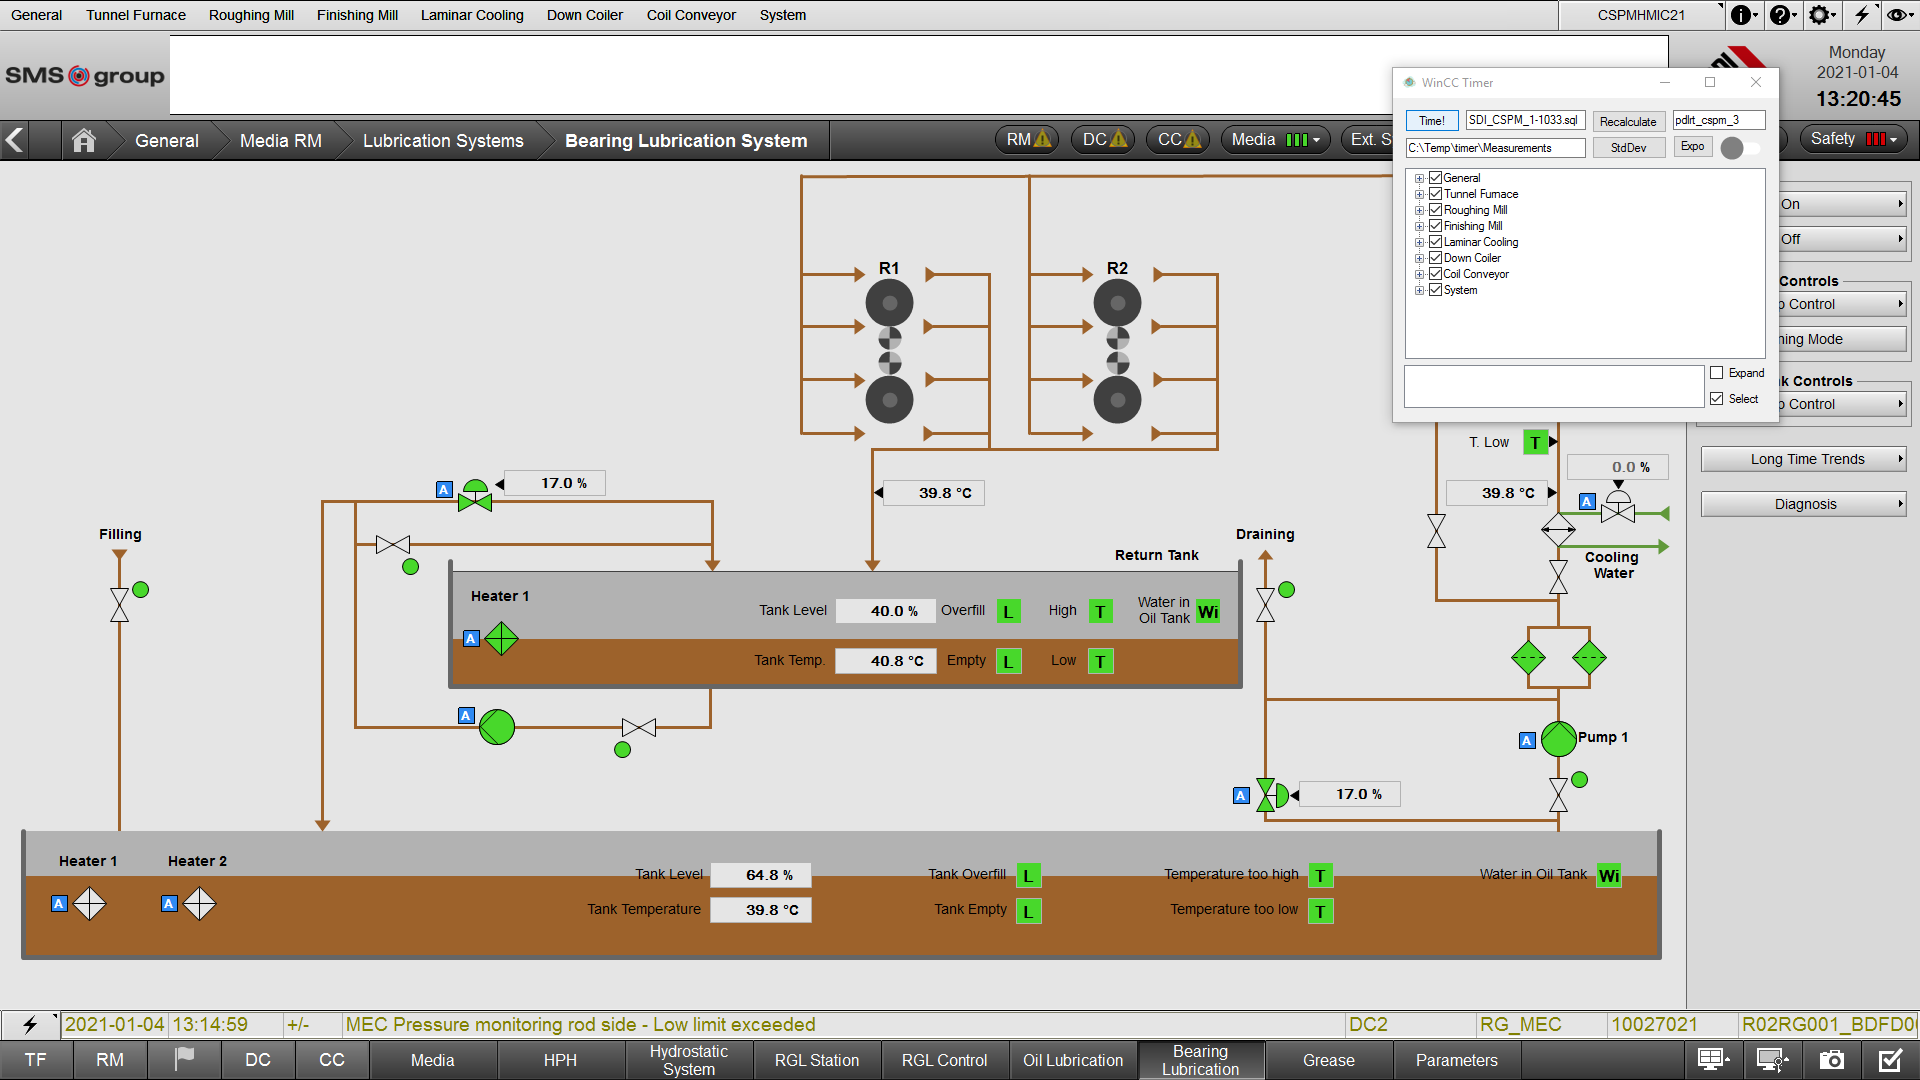 General Tunnel Furnace Roughing Mill Finishing Mill Laminar Cooling Down Coiler Coil Conveyor System CSPMHMIC21
SMS group
Monday
2021-01-04
13:20:45
WinCC Timer
Time! SDI_CSPM_1-1033.sql Recalculate pdlrt_cspm_3
C:\Temp\timer\Measurements StdDev Expo
General
Tunnel Furnace
Roughing Mill
Finishing Mill
Laminar Cooling
Down Coiler
Coil Conveyor
System
Expand
Select
General Media RM Lubrication Systems Bearing Lubrication System RM DC CC Media Ext. S Safety
On
Off
Controls
Control
ning Mode
k Controls
Control
Long Time Trends
Diagnosis
R1 R2
T. Low T
0.0 %
A 17.0 %
39.8 °C
39.8 °C
A
Filling
Draining
Return Tank
Cooling
Water
Heater 1
A
Tank Level 40.0 % Overfill L High T Water in
Oil Tank Wi
Tank Temp. 40.8 °C Empty L Low T
A
A Pump 1
A 17.0 %
Heater 1 Heater 2
A A
Tank Level 64.8 % Tank Overfill L Temperature too high T Water in Oil Tank Wi
Tank Temperature 39.8 °C Tank Empty L Temperature too low T
2021-01-04 13:14:59 +/- MEC Pressure monitoring rod side - Low limit exceeded DC2 RG_MEC 10027021 R02RG001_BDFD0
TF RM DC CC Media HPH Hydrostatic
System RGL Station RGL Control Oil Lubrication Bearing
Lubrication Grease Parameters